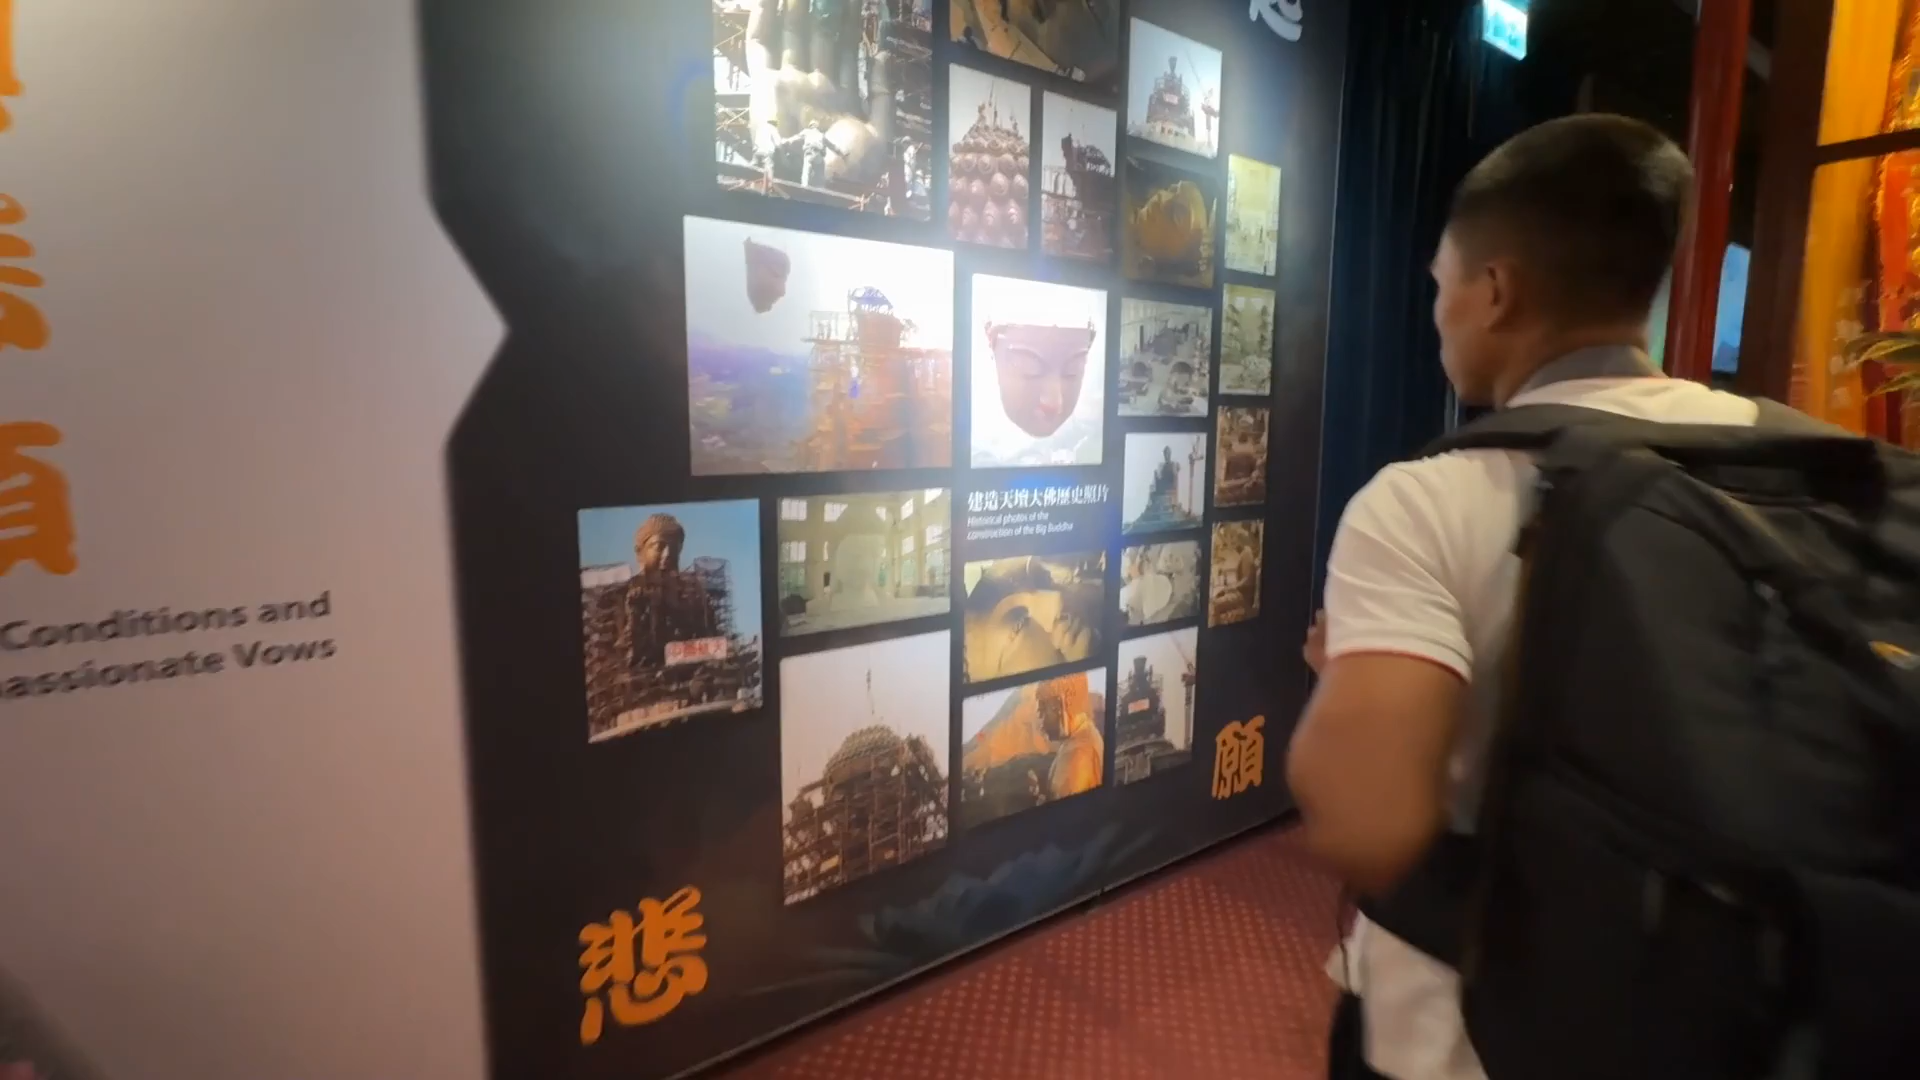 願
Conditions and
assionate Vows
建造天壇大佛歷史照片
Historical photos of the
construction of the Big Buddha
願
悲